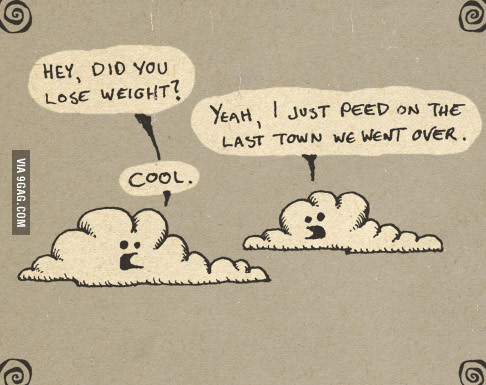 HEY, DID YOU
LOSE WEIGHT?
YEAH, I JUST PEED ON THE
LAST TOWN WE WENT OVER.
COOL.
VIA 9GAG.COM